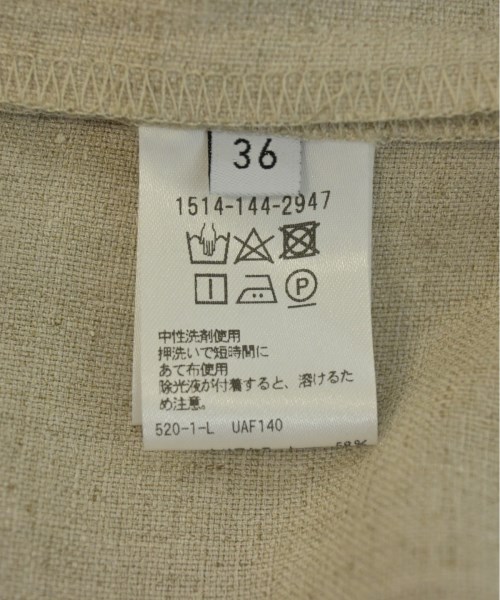 36
1514-144-2947
P
中性洗剤使用
押洗いで短時間に
あて布使用
除光液が付着すると、溶けるた
め注意。
520-1-L UAF140
58%